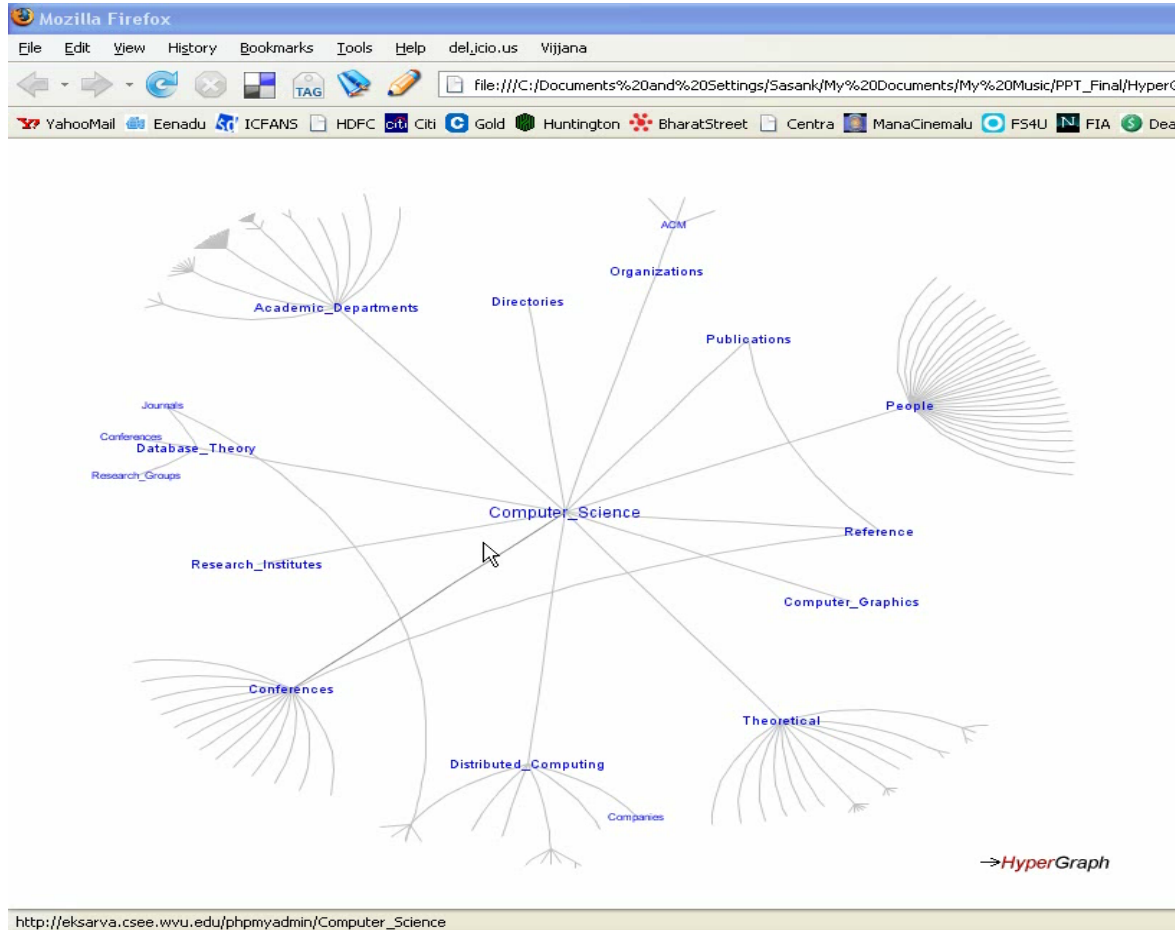 Mozilla Firefox
File Edit View History Bookmarks Tools Help del.icio.us Vijjana
TAG file:///C:/Documents%20and%20Settings/Sasank/My%20Documents/My%20Music/PPT_Final/Hyper
YahooMail Eenadu ICFANS HDFC citi Citi C Gold Huntington BharatStreet Centra ManaCinemalu FS4U N FIA S Dea
ACM
Organizations
Directories
Academic_Departments
Publications
People
Journals
Conferences
Database_Theory
Research_Groups
Computer_Science
Reference
Research_Institutes
Computer_Graphics
Conferences
Theoretical
Distributed_Computing
Companies
HyperGraph
http://eksarva.csee.wvu.edu/phpmyadmin/Computer_Science